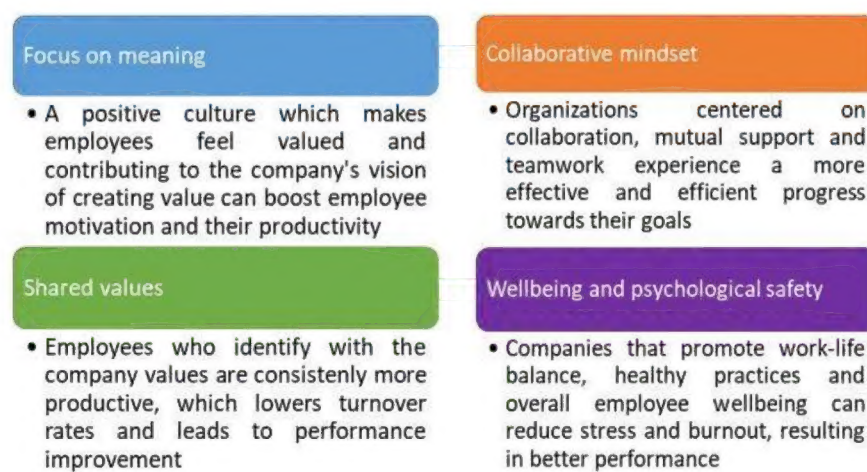 Focus on meaning
• A positive culture which makes
employees feel valued and
contributing to the company's vision
of creating value can boost employee
motivation and their productivity
Collaborative mindset
• Organizations centered on
collaboration, mutual support and
teamwork experience a more
effective and efficient progress
towards their goals
Shared values
• Employees who identify with the
company values are consistenly more
productive, which lowers turnover
rates and leads to performance
improvement
Wellbeing and psychological safety
• Companies that promote work-life
balance, healthy practices and
overall employee wellbeing can
reduce stress and burnout, resulting
in better performance